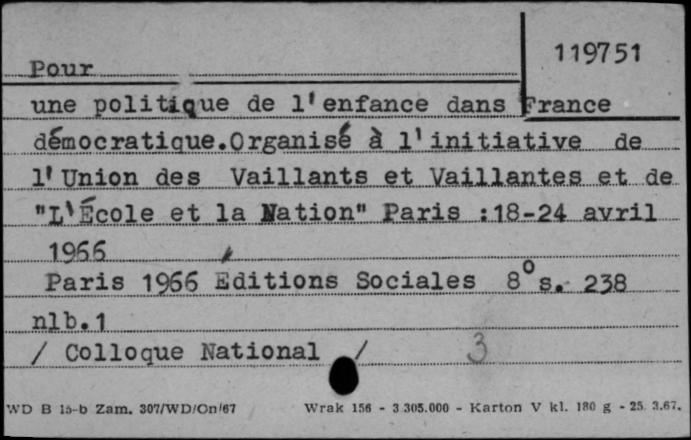 119751
Pour
une politique de l'enfance dans France
démocratique.Organisé à l'initiative de
l'Union des Vaillants et Vaillantes et de
"L'École et la Nation" Paris :18-24 avril
1966
Paris 1966 Editions Sociales 8° s. 238
nlb.1
/ Colloque National / 3
WD B 15-b Zam. 307/WD/On/67 Wrak 156 - 3.305.000 - Karton V kl. 180 g - 25. 3.67.